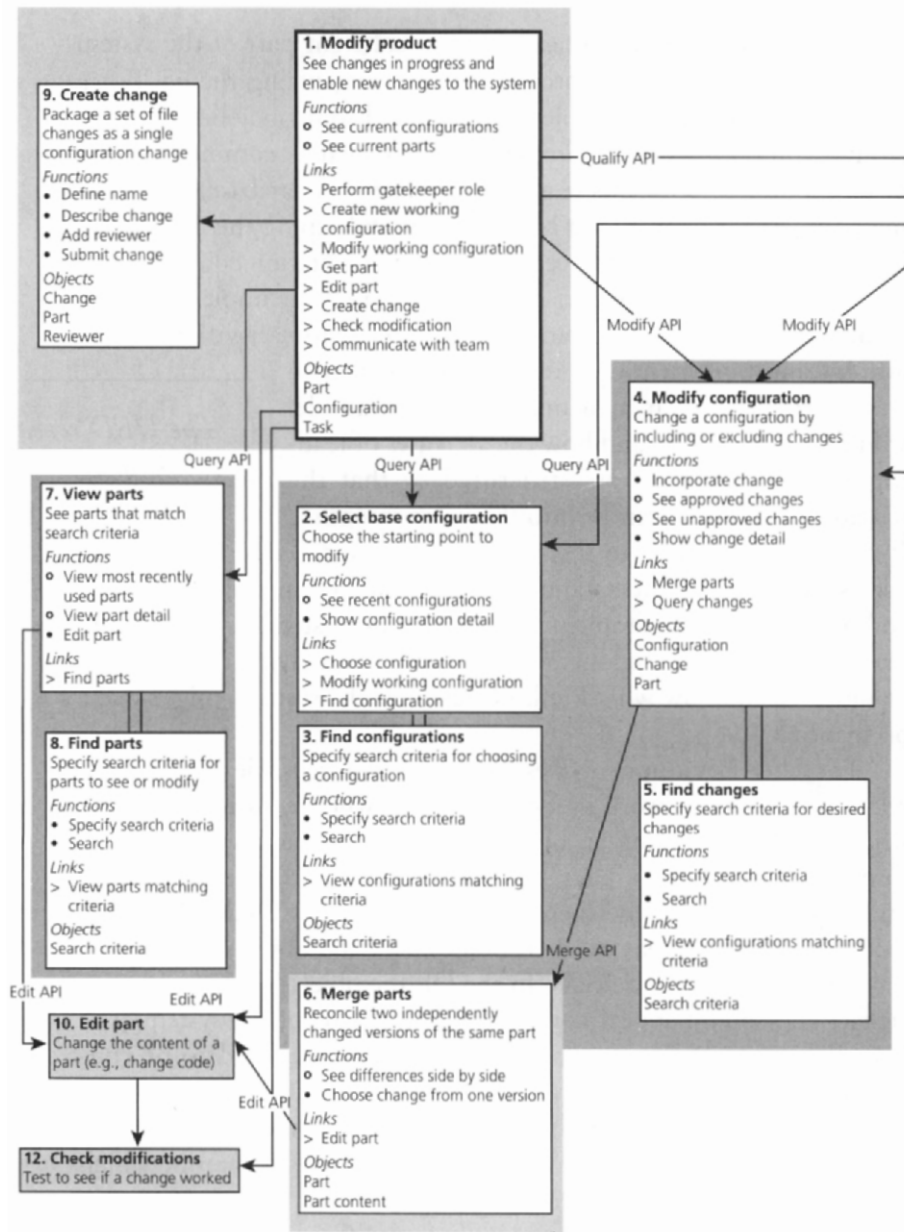 1. Modify product
See changes in progress and
enable new changes to the system
Functions
o See current configurations
o See current parts
Links
> Perform gatekeeper role
> Create new working
configuration
> Modify working configuration
> Get part
> Edit part
> Create change
> Check modification
> Communicate with team
Objects
Part
Configuration
Task
9. Create change
Package a set of file
changes as a single
configuration change
Functions
• Define name
• Describe change
• Add reviewer
• Submit change
Objects
Change
Part
Reviewer
Qualify API
Modify API
Modify API
Query API
Query API
Query API
4. Modify configuration
Change a configuration by
including or excluding changes
Functions
• Incorporate change
o See approved changes
o See unapproved changes
• Show change detail
Links
> Merge parts
> Query changes
Objects
Configuration
Change
Part
7. View parts
See parts that match
search criteria
Functions
o View most recently
used parts
o View part detail
• Edit part
Links
> Find parts
2. Select base configuration
Choose the starting point to
modify
Functions
o See recent configurations
• Show configuration detail
Links
> Choose configuration
> Modify working configuration
> Find configuration
8. Find parts
Specify search criteria for
parts to see or modify
Functions
• Specify search criteria
• Search
Links
> View parts matching
criteria
Objects
Search criteria
3. Find configurations
Specify search criteria for choosing
a configuration
Functions
• Specify search criteria
• Search
Links
> View configurations matching
criteria
Objects
Search criteria
5. Find changes
Specify search criteria for desired
changes
Functions
• Specify search criteria
• Search
Links
> View configurations matching
criteria
Objects
Search criteria
Merge API
Edit API
Edit API
6. Merge parts
Reconcile two independently
changed versions of the same part
Functions
o See differences side by side
• Choose change from one version
Links
> Edit part
Objects
Part
Part content
10. Edit part
Change the content of a
part (e.g., change code)
Edit API
12. Check modifications
Test to see if a change worked